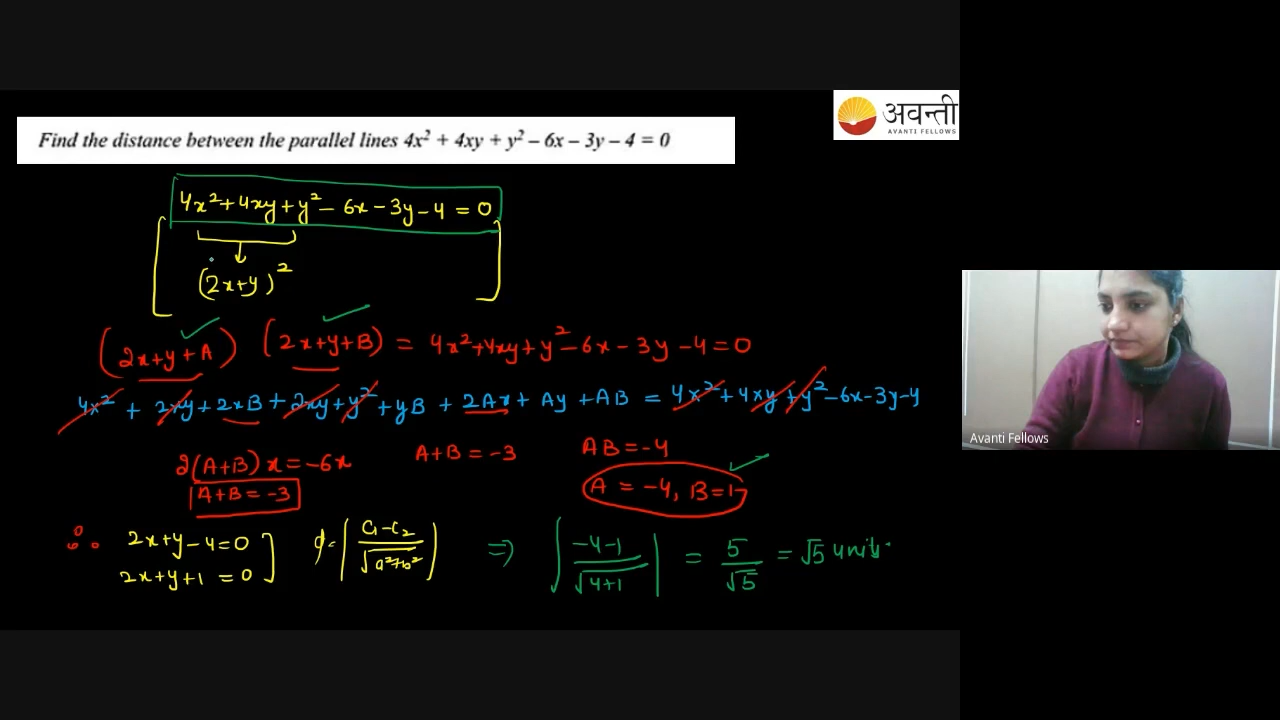 अवन्ती
AVANTI FELLOWS
Find the distance between the parallel lines 4x² + 4xy + y² – 6x – 3y – 4 = 0
4x²+4xy+y²– 6x – 3y – 4 = 0
(2x+y)²
(2x+y+A) (2x+y+B) = 4x²+4xy+y²–6x–3y–4=0
4x² + 2xy+2xB+2xy+y²+yB + 2Ax + Ay +AB = 4x²+4xy+y²–6x–3y–4
2(A+B)x=–6x A+B=–3 AB=–4
A+B=–3 A = –4, B=1
∴ 2x+y–4=0 d=|C₁–C₂/√a²+b²| ⇒ |–4–1/√4+1| = 5/√5 = √5 units
2x+y+1 = 0
Avanti Fellows